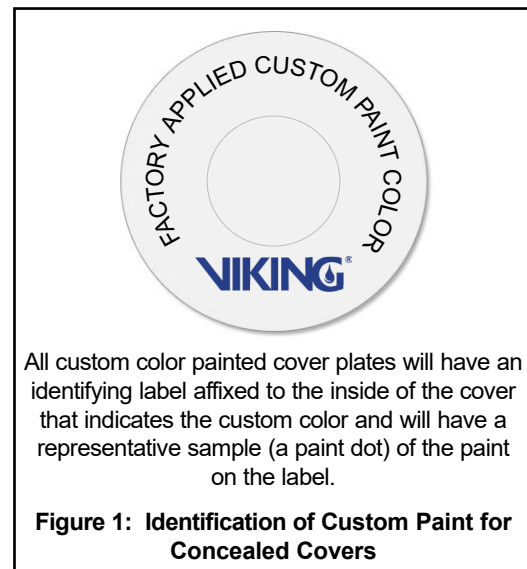 FACTORY APPLIED CUSTOM PAINT COLOR
VIKING®
All custom color painted cover plates will have an
identifying label affixed to the inside of the cover
that indicates the custom color and will have a
representative sample (a paint dot) of the paint
on the label.
Figure 1: Identification of Custom Paint for
Concealed Covers